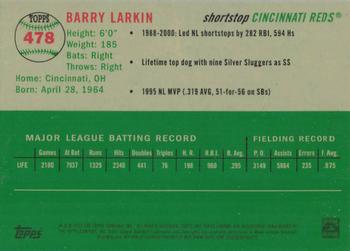 TOPPS
478
BARRY LARKIN
shortstop CINCINNATI REDS®
Height: 6'0"
Weight: 185
Bats: Right
Throws: Right
Home: Cincinnati, OH
Born: April 28, 1964
• 1988-2000: Led NL shortstops by 282 RBI, 594 Hs
• Lifetime top dog with nine Silver Sluggers as SS
• 1995 NL MVP (.319 AVG, 51-for-56 on SBs)
MAJOR LEAGUE BATTING RECORD FIELDING RECORD
Games At Bat Runs Hits Doubles Triples H. R. R.B.I. B. Avg. P. O. Assists Errors F. Avg.
LIFE 2180 7937 1329 2340 441 76 198 960 .295 3149 5864 235 .975
Topps